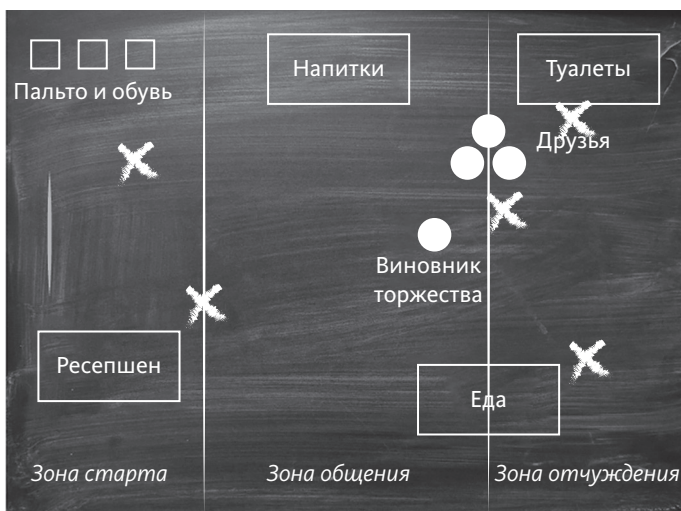 Напитки
Туалеты
Пальто и обувь
Друзья
Виновник
торжества
Ресепшен
Еда
Зона старта
Зона общения
Зона отчуждения